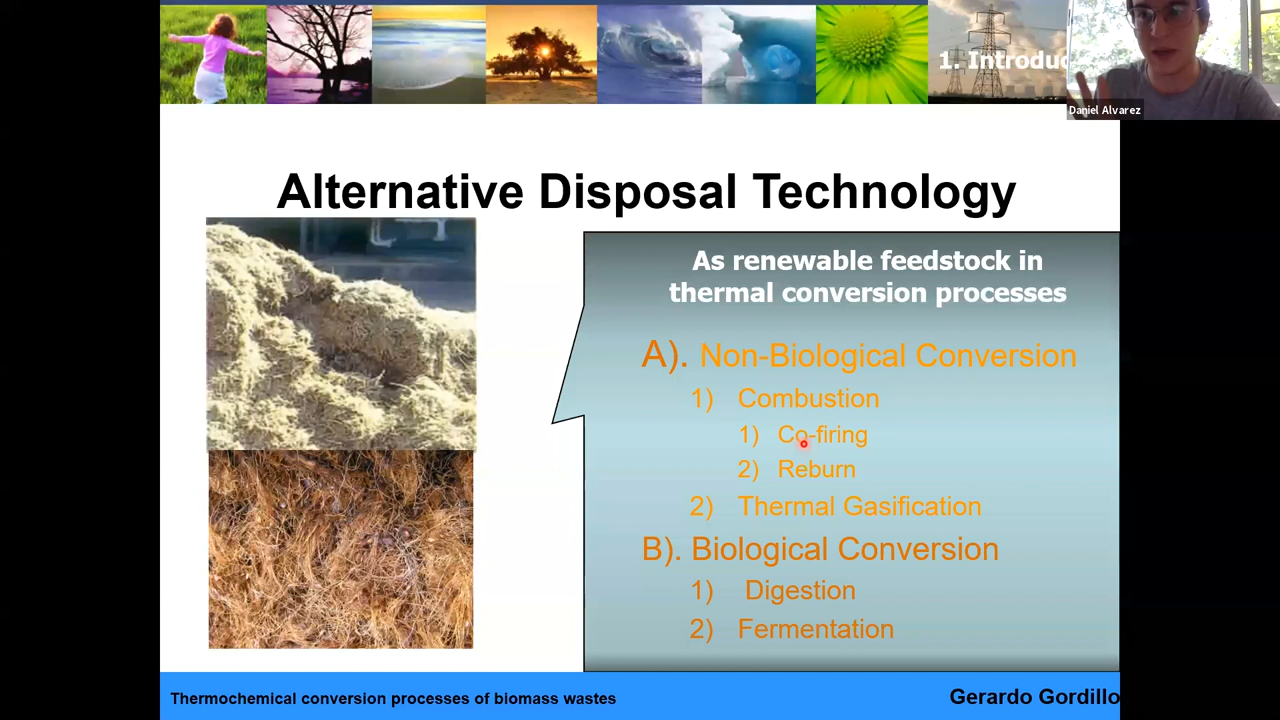 1. Introduc
Daniel Alvarez
Alternative Disposal Technology
As renewable feedstock in
thermal conversion processes
A). Non-Biological Conversion
1) Combustion
1) Co-firing
2) Reburn
2) Thermal Gasification
B). Biological Conversion
1) Digestion
2) Fermentation
Thermochemical conversion processes of biomass wastes
Gerardo Gordillo